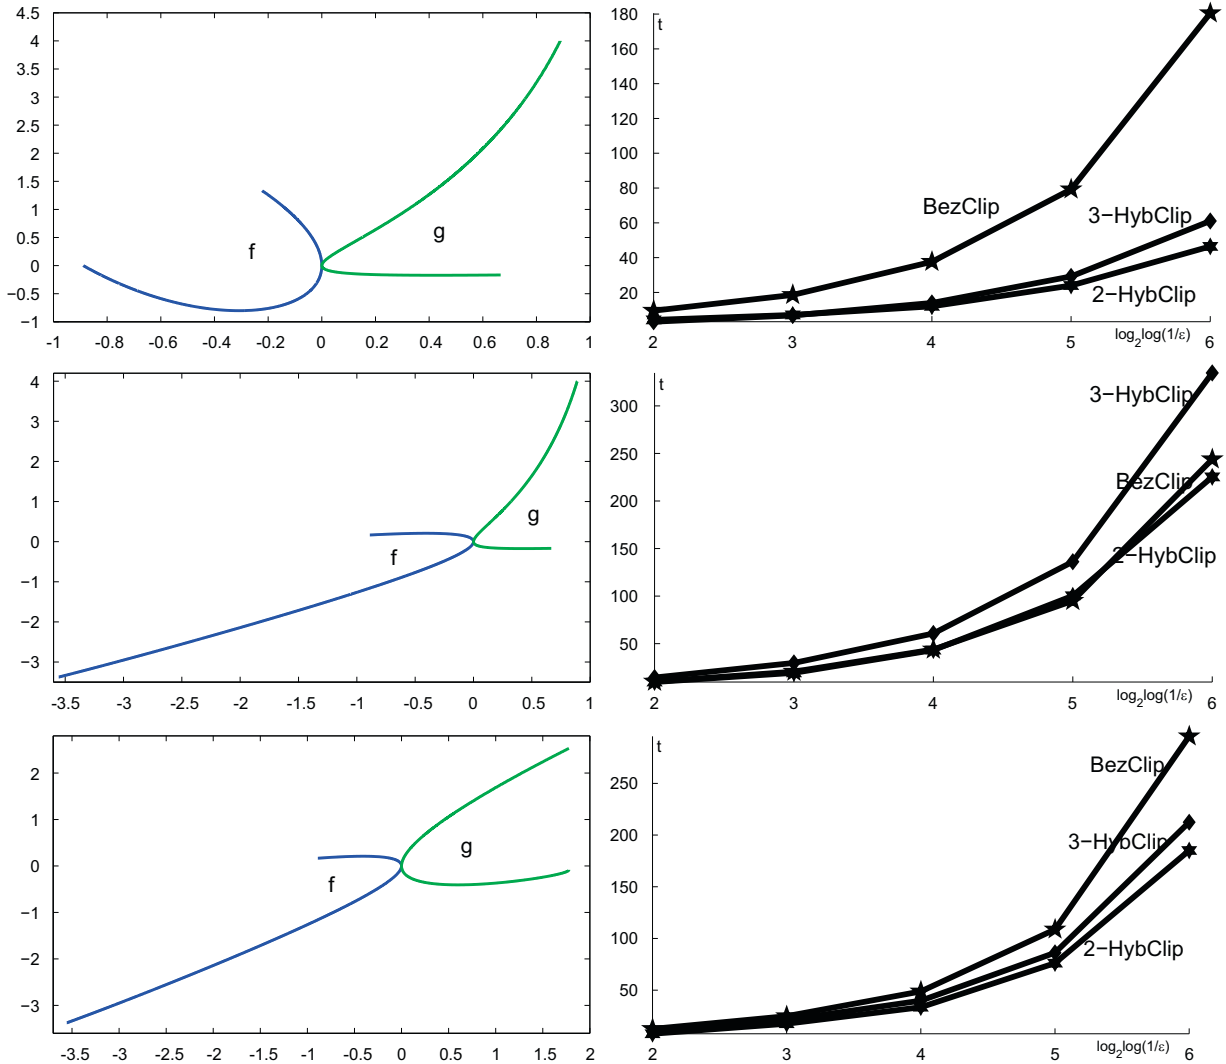 4.5
4
3.5
3
2.5
2
1.5
1
0.5
0
−0.5
−1
f
g
-1 -0.8 -0.6 -0.4 -0.2 0 0.2 0.4 0.6 0.8 1
180
160
140
120
100
80
60
40
20
t
BezClip
3−HybClip
2−HybClip
2 3 4 5 log2log(1/ε) 6
4
3
2
1
0
−1
−2
−3
g
f
-3.5 -3 -2.5 -2 -1.5 -1 -0.5 0 0.5 1
300
250
200
150
100
50
t
3−HybClip
BezClip
2−HybClip
2 3 4 5 log2log(1/ε) 6
2
1
0
−1
−2
−3
g
f
-3.5 -3 -2.5 -2 -1.5 -1 -0.5 0 0.5 1 1.5 2
250
200
150
100
50
t
BezClip
3−HybClip
2−HybClip
2 3 4 5 log2log(1/ε) 6